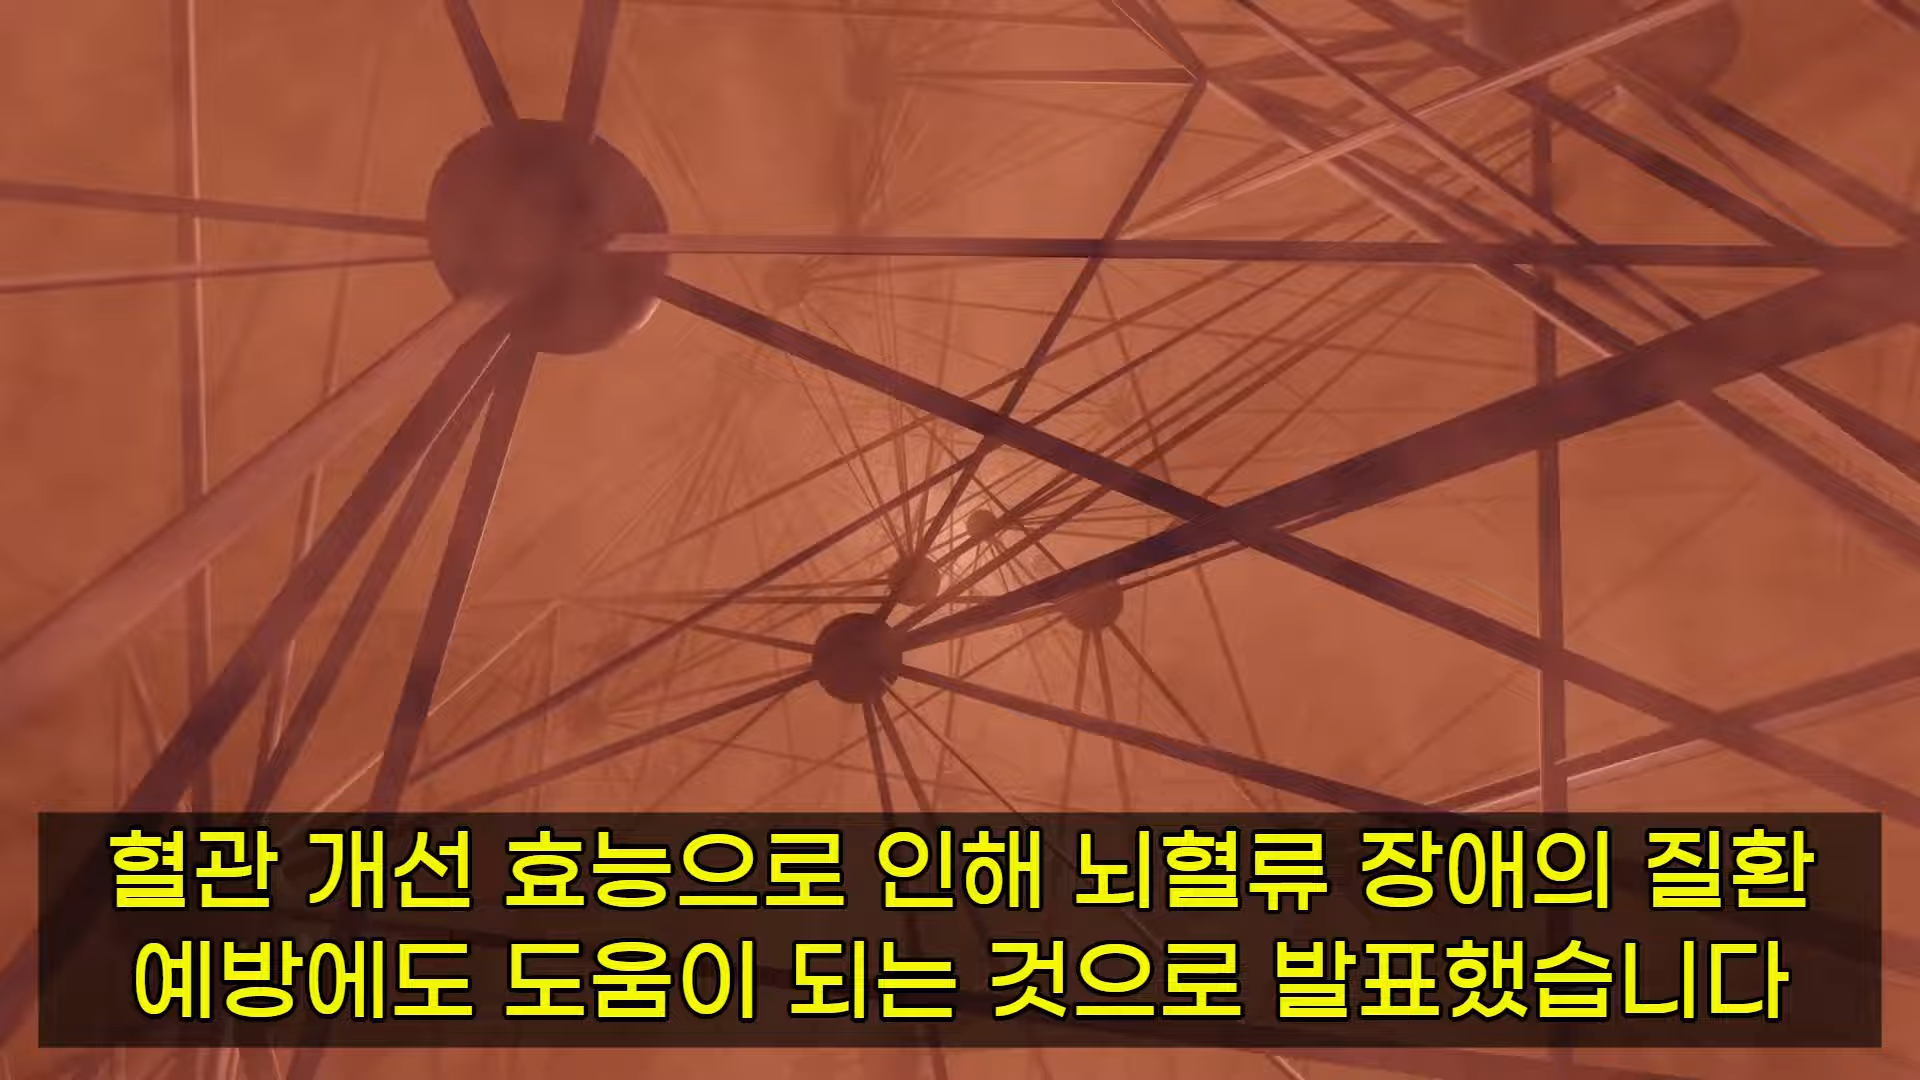 혈관 개선 효능으로 인해 뇌혈류 장애의 질환
예방에도 도움이 되는 것으로 발표했습니다